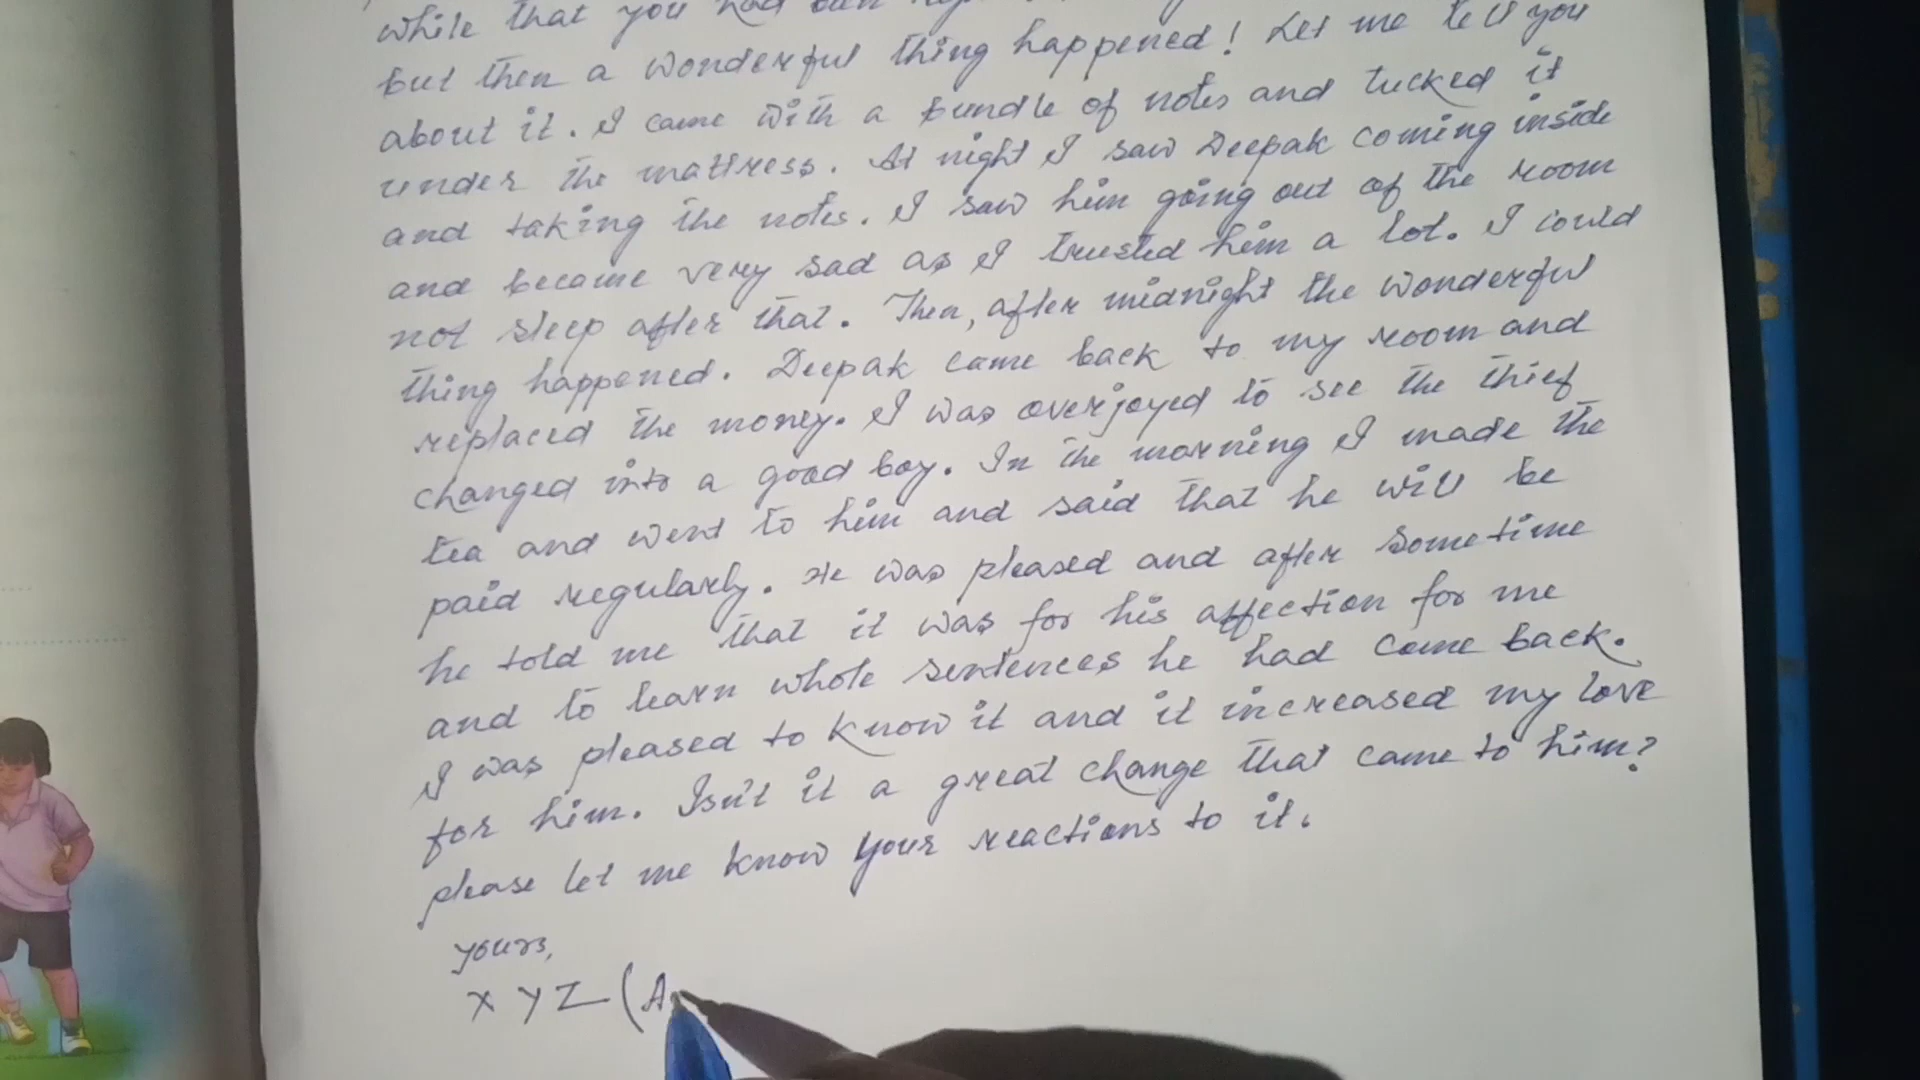 while that you had
but then a wonderful thing happened! Let me tell you
about it. I came with a bundle of notes and tucked it
under the mattress. At night I saw Deepak coming inside
and taking the notes. I saw him going out of the room
and became very sad as I trusted him a lot. I could
not sleep after that. Then, after midnight the wonderful
thing happened. Deepak came back to my room and
replaced the money. I was overjoyed to see the thief
changed into a good boy. In the morning I made the
tea and went to him and said that he will be
paid regularly. He was pleased and after sometime
he told me that it was for his affection for me
and to learn whole sentences he had come back.
I was pleased to know it and it increased my love
for him. Isn't it a great change that came to him?
please let me know your reactions to it.
yours,
X Y Z (A